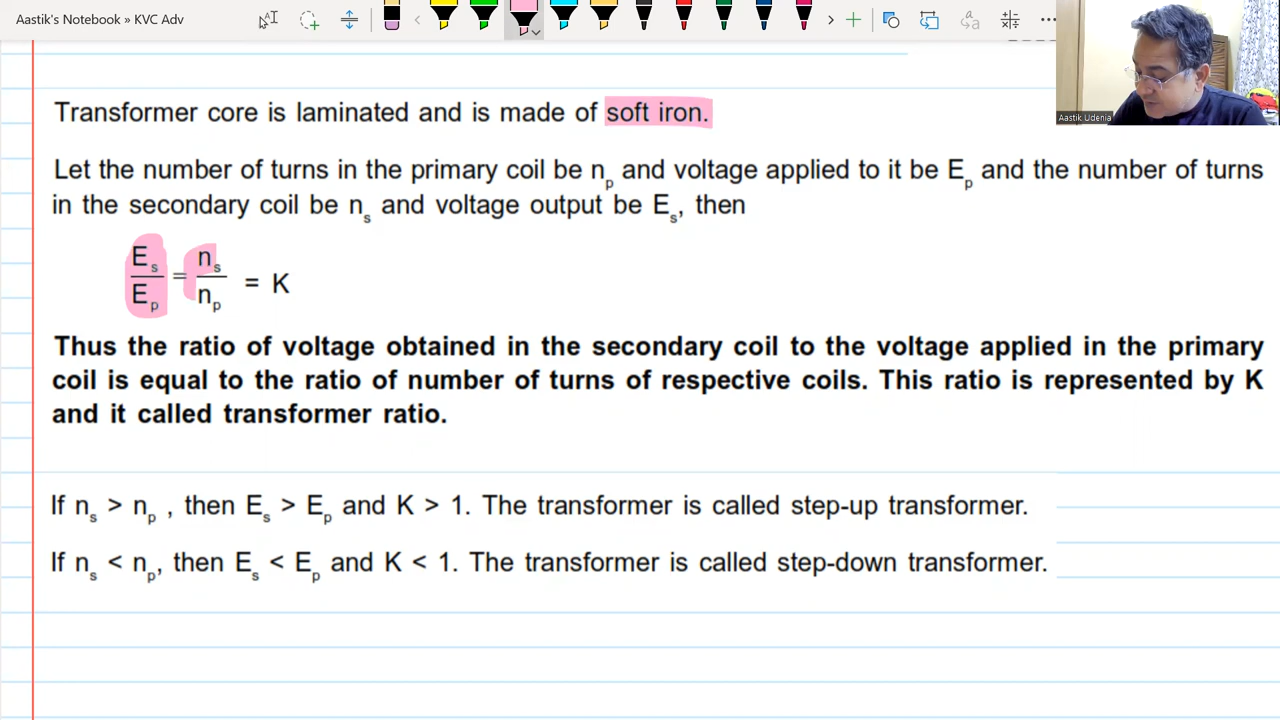 Aastik's Notebook » KVC Adv
Aastik Udenia
Transformer core is laminated and is made of soft iron.
Let the number of turns in the primary coil be nₚ and voltage applied to it be Eₚ and the number of turns
in the secondary coil be nₛ and voltage output be Eₛ, then
Eₛ/Eₚ = nₛ/nₚ = K
Thus the ratio of voltage obtained in the secondary coil to the voltage applied in the primary
coil is equal to the ratio of number of turns of respective coils. This ratio is represented by K
and it called transformer ratio.
If nₛ > nₚ , then Eₛ > Eₚ and K > 1. The transformer is called step-up transformer.
If nₛ < nₚ, then Eₛ < Eₚ and K < 1. The transformer is called step-down transformer.